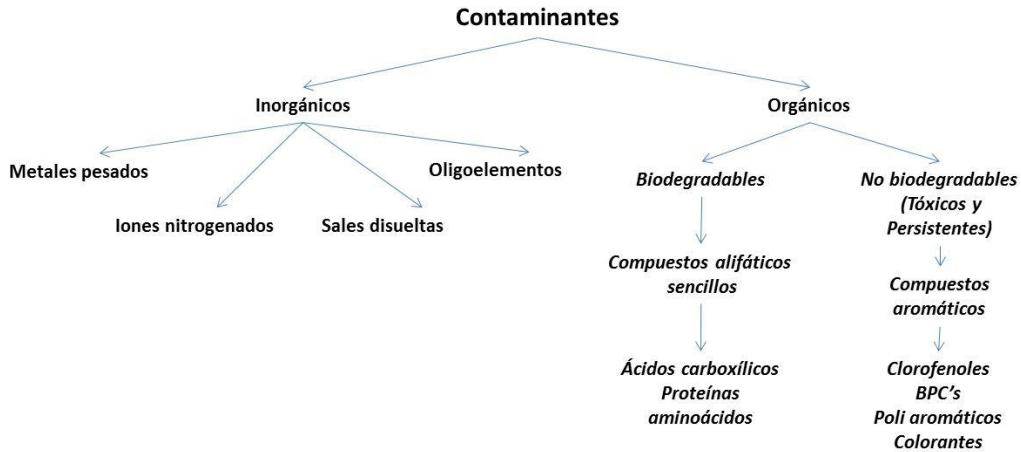 Contaminantes
Inorgánicos
Orgánicos
Metales pesados
Iones nitrogenados
Sales disueltas
Oligoelementos
Biodegradables
Compuestos alifáticos
sencillos
Ácidos carboxílicos
Proteínas
aminoácidos
No biodegradables
(Tóxicos y
Persistentes)
Compuestos
aromáticos
Clorofenoles
BPC’s
Poli aromáticos
Colorantes